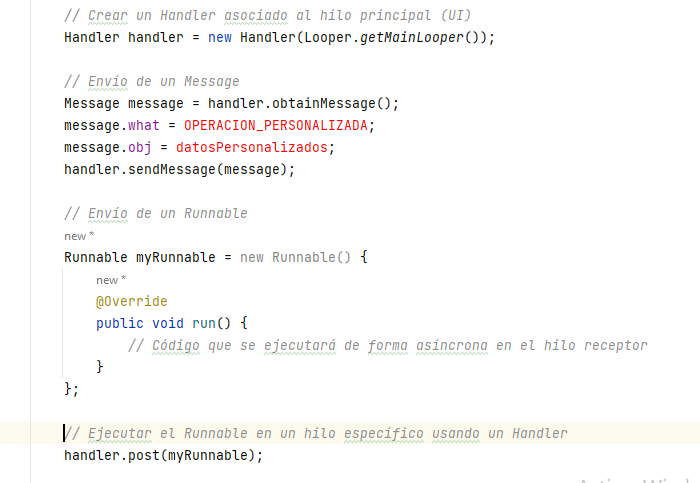 // Crear un Handler asociado al hilo principal (UI)
Handler handler = new Handler(Looper.getMainLooper());
// Envío de un Message
Message message = handler.obtainMessage();
message.what = OPERACION_PERSONALIZADA;
message.obj = datosPersonalizados;
handler.sendMessage(message);
// Envío de un Runnable
new *
Runnable myRunnable = new Runnable() {
new *
@Override
public void run() {
// Código que se ejecutará de forma asíncrona en el hilo receptor
}
};
// Ejecutar el Runnable en un hilo específico usando un Handler
handler.post(myRunnable);